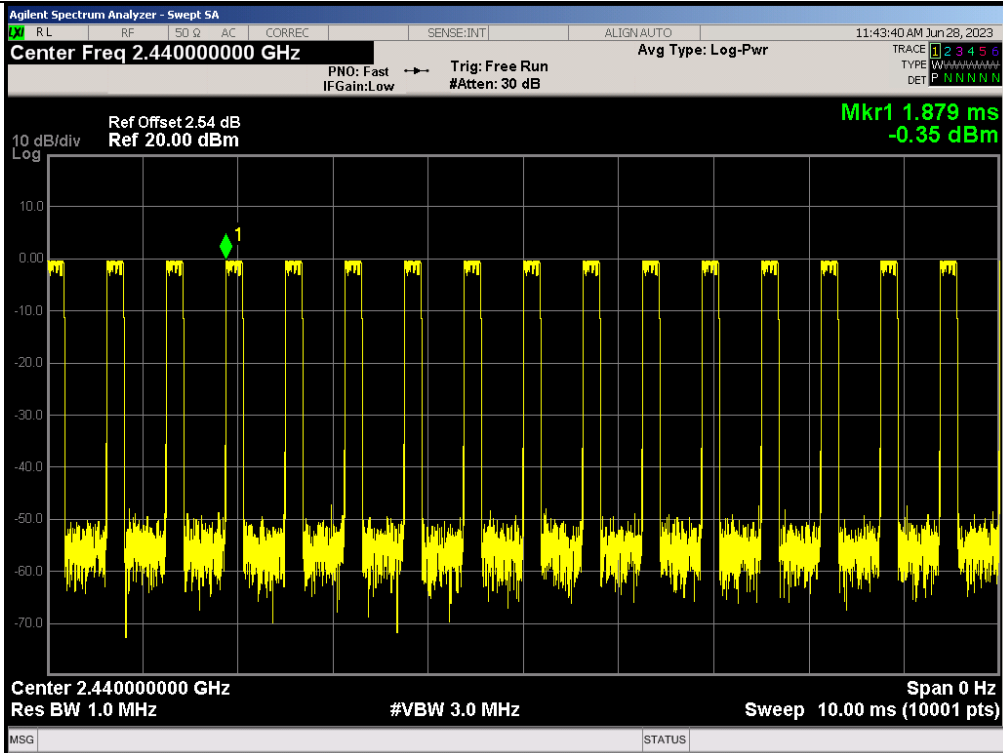 Agilent Spectrum Analyzer - Swept SA
LXI RL RF 50 Ω AC CORREC SENSE:INT ALIGN AUTO 11:43:40 AM Jun 28, 2023
Center Freq 2.440000000 GHz Avg Type: Log-Pwr TRACE 1 2 3 4 5 6
PNO: Fast Trig: Free Run TYPE W
IFGain:Low #Atten: 30 dB DET P N N N N N
Mkr1 1.879 ms
Ref Offset 2.54 dB -0.35 dBm
10 dB/div Ref 20.00 dBm
Log
10.0
1
0.00
-10.0
-20.0
-30.0
-40.0
-50.0
-60.0
-70.0
Center 2.440000000 GHz Span 0 Hz
Res BW 1.0 MHz #VBW 3.0 MHz Sweep 10.00 ms (10001 pts)
MSG STATUS